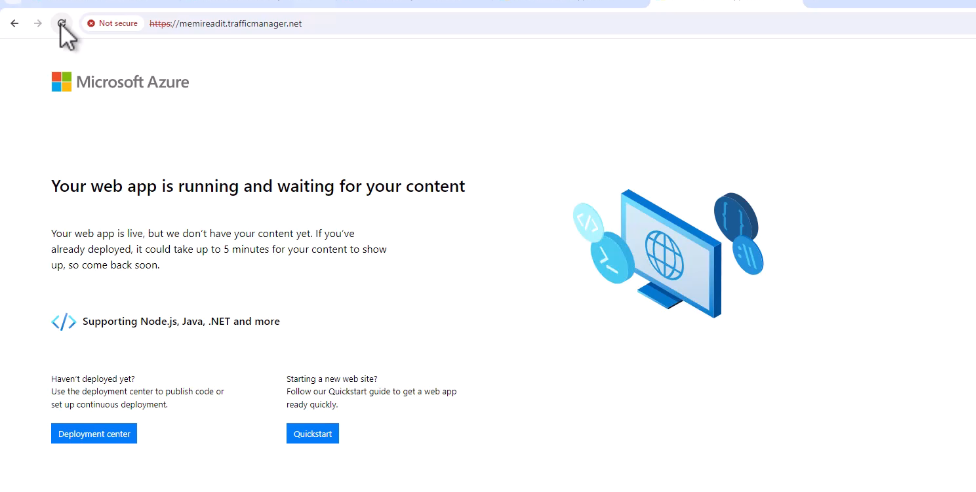 Not secure https://memireadit.trafficmanager.net
Microsoft Azure
Your web app is running and waiting for your content
Your web app is live, but we don't have your content yet. If you've
already deployed, it could take up to 5 minutes for your content to show
up, so come back soon.
</> Supporting Node.js, Java, .NET and more
Haven't deployed yet?
Use the deployment center to publish code or
set up continuous deployment.
Deployment center
Starting a new web site?
Follow our Quickstart guide to get a web app
ready quickly.
Quickstart